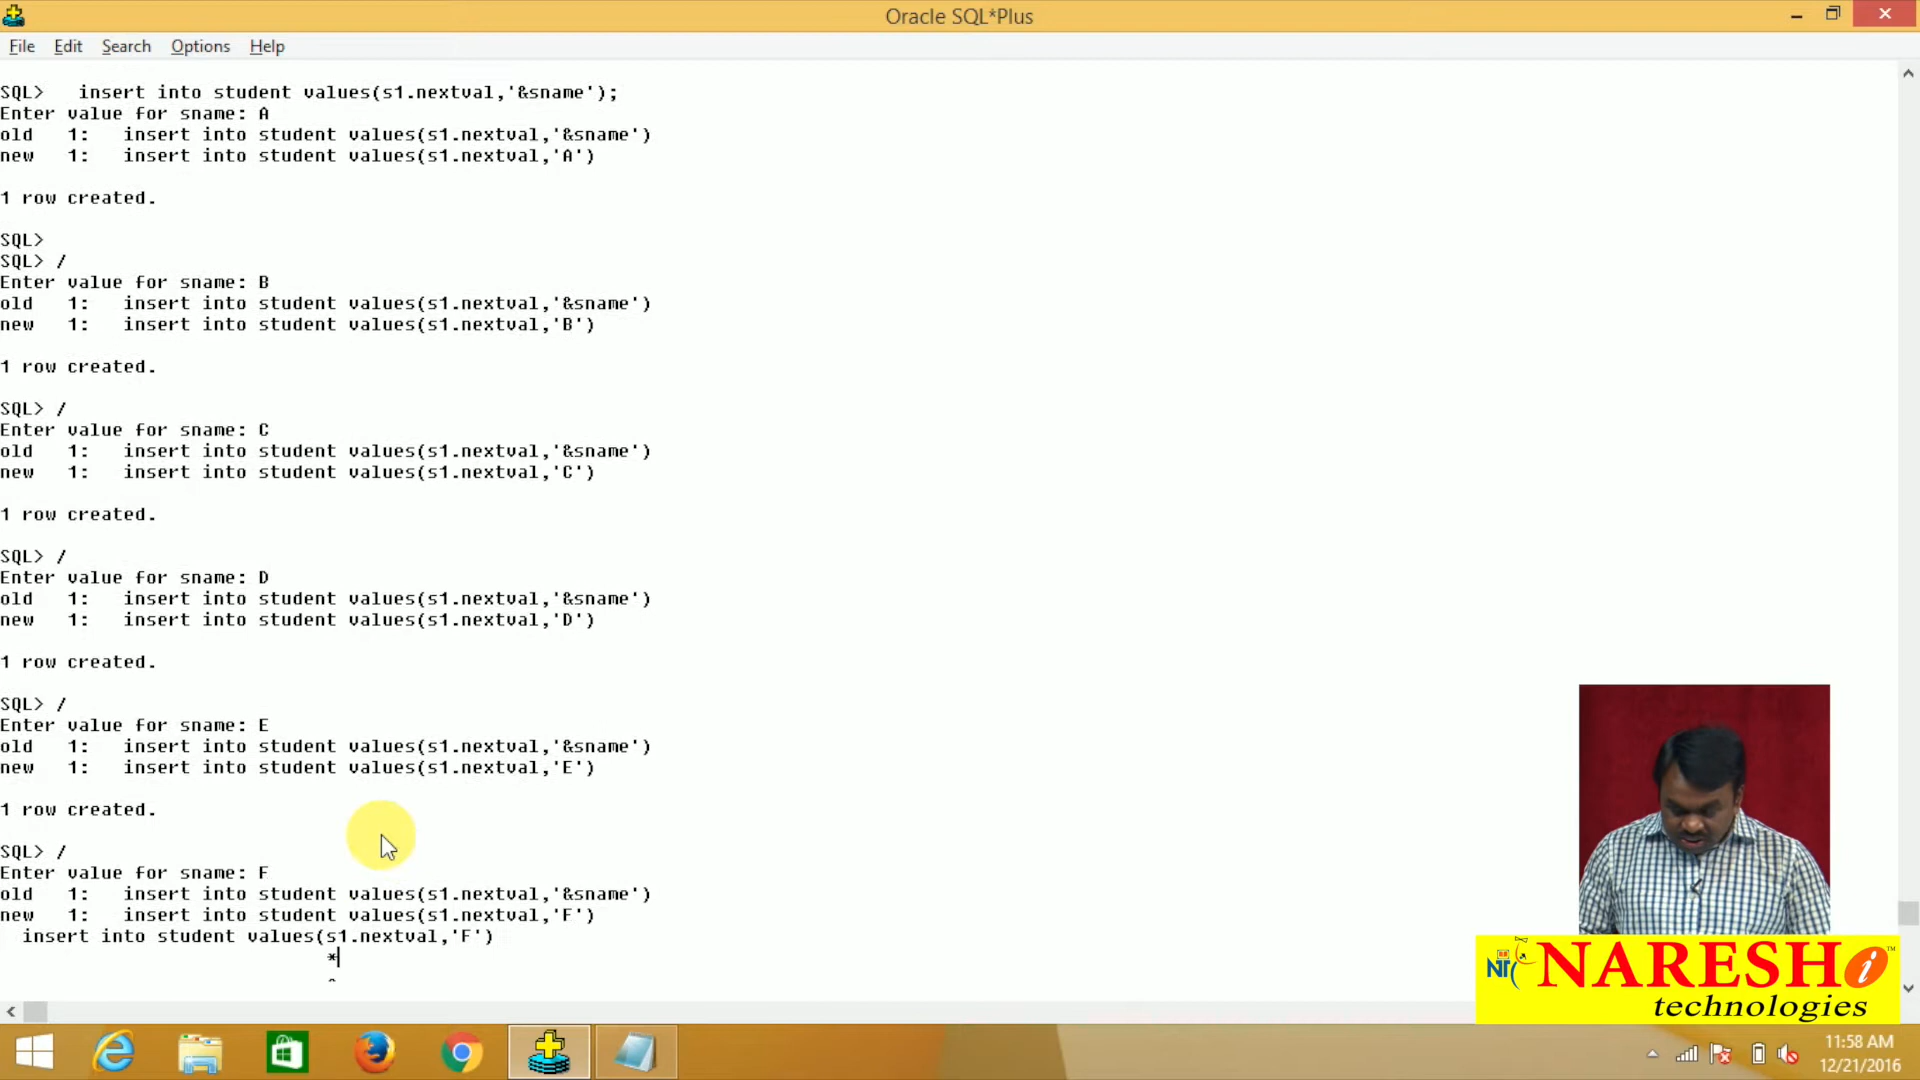 Oracle SQL*Plus
File Edit Search Options Help
SQL>   insert into student values(s1.nextval,'&sname');
Enter value for sname: A
old   1:   insert into student values(s1.nextval,'&sname')
new   1:   insert into student values(s1.nextval,'A')
1 row created.
SQL>
SQL> /
Enter value for sname: B
old   1:   insert into student values(s1.nextval,'&sname')
new   1:   insert into student values(s1.nextval,'B')
1 row created.
SQL> /
Enter value for sname: C
old   1:   insert into student values(s1.nextval,'&sname')
new   1:   insert into student values(s1.nextval,'C')
1 row created.
SQL> /
Enter value for sname: D
old   1:   insert into student values(s1.nextval,'&sname')
new   1:   insert into student values(s1.nextval,'D')
1 row created.
SQL> /
Enter value for sname: E
old   1:   insert into student values(s1.nextval,'&sname')
new   1:   insert into student values(s1.nextval,'E')
1 row created.
SQL> /
Enter value for sname: F
old   1:   insert into student values(s1.nextval,'&sname')
new   1:   insert into student values(s1.nextval,'F')
  insert into student values(s1.nextval,'F')
*
NT NARESH i ™
technologies
11:58 AM
12/21/2016